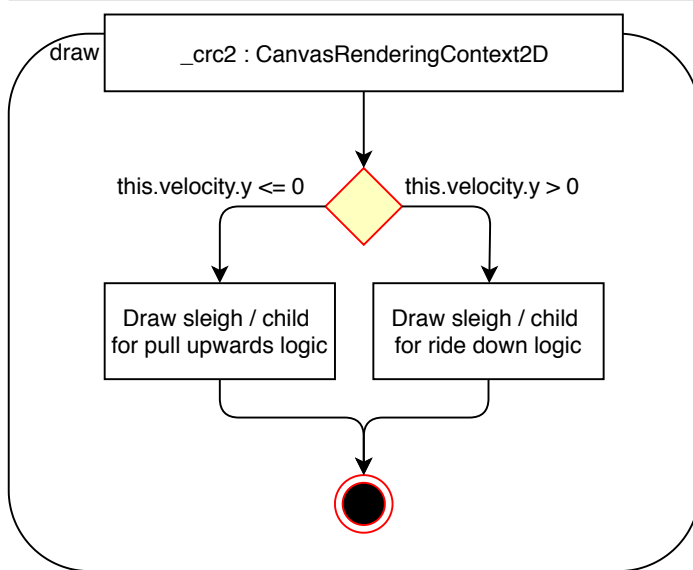 draw
_crc2 : CanvasRenderingContext2D
this.velocity.y <= 0
this.velocity.y > 0
Draw sleigh / child
for pull upwards logic
Draw sleigh / child
for ride down logic